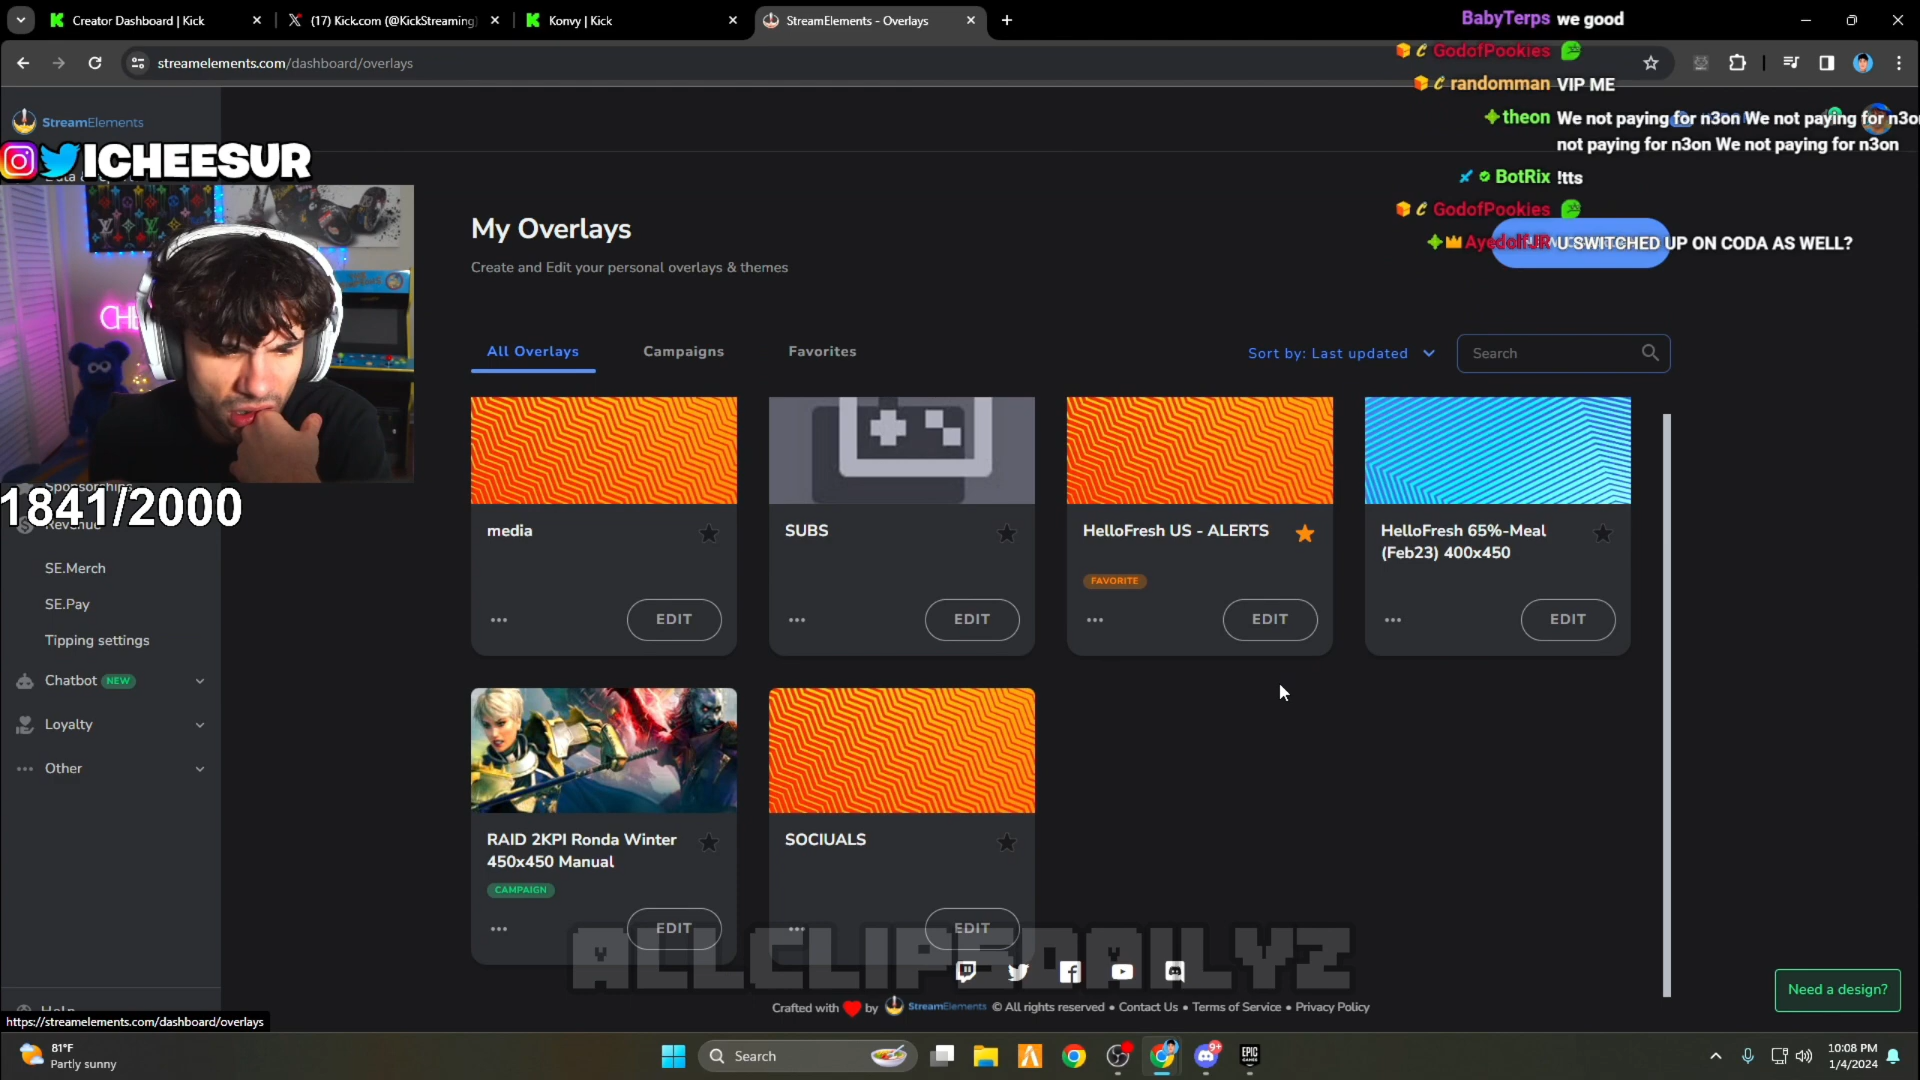 Creator Dashboard | Kick
(17) Kick.com (@KickStreaming)
Konvy | Kick
StreamElements - Overlays
BabyTerps we good
streamelements.com/dashboard/overlays
GodofPookies
randomman VIP ME
StreamElements
theon We not paying for n3on We not paying for n3on
not paying for n3on We not paying for n3on
ICHEESUR
BotRix !tts
GodofPookies
My Overlays
AyedolfJR U SWITCHED UP ON CODA AS WELL?
Create and Edit your personal overlays & themes
All Overlays
Campaigns
Favorites
Sort by: Last updated
Search
media
SUBS
HelloFresh US - ALERTS
HelloFresh 65%-Meal
(Feb23) 400x450
FAVORITE
EDIT
EDIT
EDIT
EDIT
Sponsorships
1841/2000
Revenue
SE.Merch
SE.Pay
Tipping settings
Chatbot NEW
Loyalty
Other
RAID 2KPI Ronda Winter
450x450 Manual
CAMPAIGN
EDIT
SOCIUALS
EDIT
ALLCLIPSDAILYZ
Crafted with by StreamElements © All rights reserved • Contact Us • Terms of Service • Privacy Policy
Need a design?
Help
https://streamelements.com/dashboard/overlays
81°F
Partly sunny
Search
9+
EPIC
GAMES
10:08 PM
1/4/2024